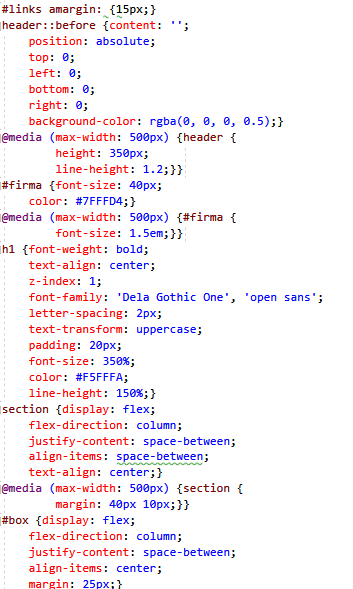 #links amargin: {15px;}
header::before {content: '';
position: absolute;
top: 0;
left: 0;
bottom: 0;
right: 0;
background-color: rgba(0, 0, 0, 0.5);}
@media (max-width: 500px) {header {
height: 350px;
line-height: 1.2;}}
#firma {font-size: 40px;
color: #7FFFD4;}
@media (max-width: 500px) {#firma {
font-size: 1.5em;}}
h1 {font-weight: bold;
text-align: center;
z-index: 1;
font-family: 'Dela Gothic One', 'open sans';
letter-spacing: 2px;
text-transform: uppercase;
padding: 20px;
font-size: 350%;
color: #F5FFFA;
line-height: 150%;}
section {display: flex;
flex-direction: column;
justify-content: space-between;
align-items: space-between;
text-align: center;}
@media (max-width: 500px) {section {
margin: 40px 10px;}}
#box {display: flex;
flex-direction: column;
justify-content: space-between;
align-items: center;
margin: 25px;}